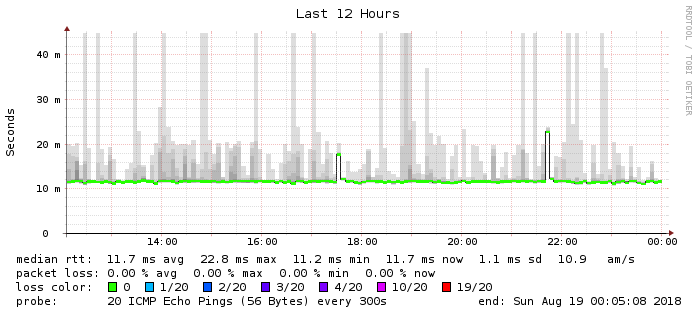 Last 12 Hours
RRDTOOL / TOBI OETIKER
Seconds
40 m
30 m
20 m
10 m
0
14:00 16:00 18:00 20:00 22:00 00:00
median rtt: 11.7 ms avg 22.8 ms max 11.2 ms min 11.7 ms now 1.1 ms sd 10.9 am/s
packet loss: 0.00 % avg 0.00 % max 0.00 % min 0.00 % now
loss color: 0 1/20 2/20 3/20 4/20 10/20 19/20
probe: 20 ICMP Echo Pings (56 Bytes) every 300s end: Sun Aug 19 00:05:08 2018